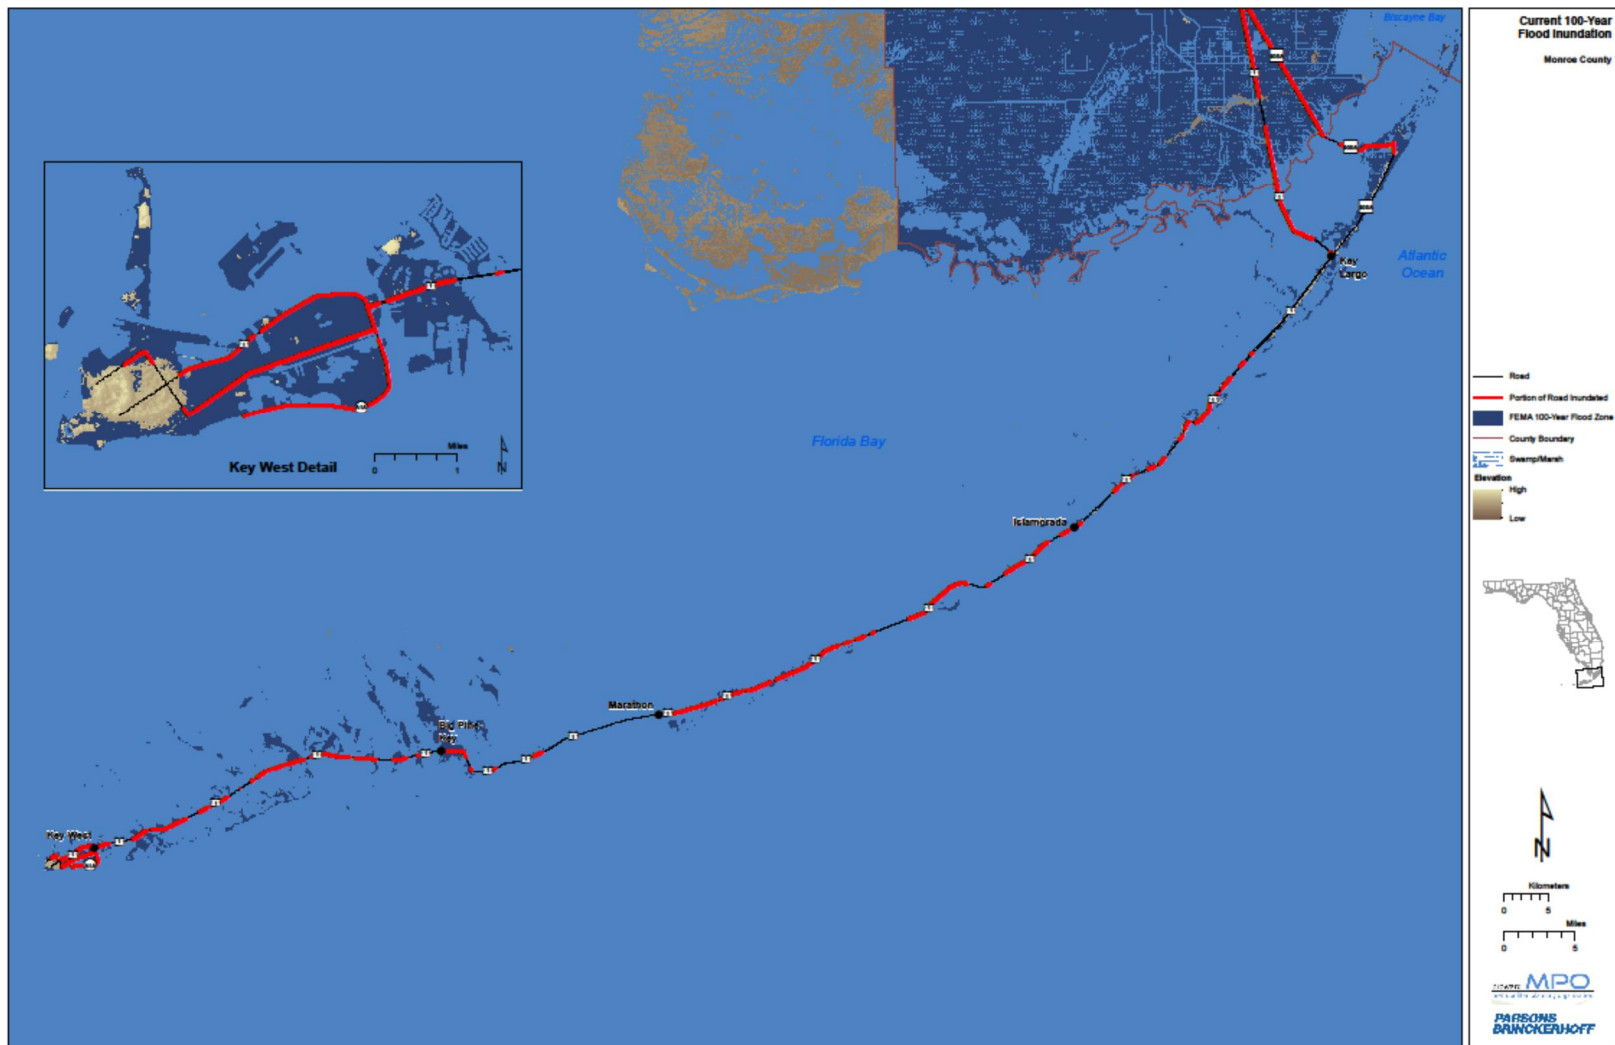 Current 100-Year
Flood Inundation
Monroe County
Biscayne Bay
Atlantic
Ocean
Key
Largo
Florida Bay
Islamorada
Marathon
Big Pine
Key
Key West
Key West Detail
Miles
0 1
N
Road
Portion of Road Inundated
FEMA 100-Year Flood Zone
County Boundary
Swamp/Marsh
Elevation
High
Low
N
Kilometers
0 5
Miles
0 5
MPO
PARSONS
BRINCKERHOFF